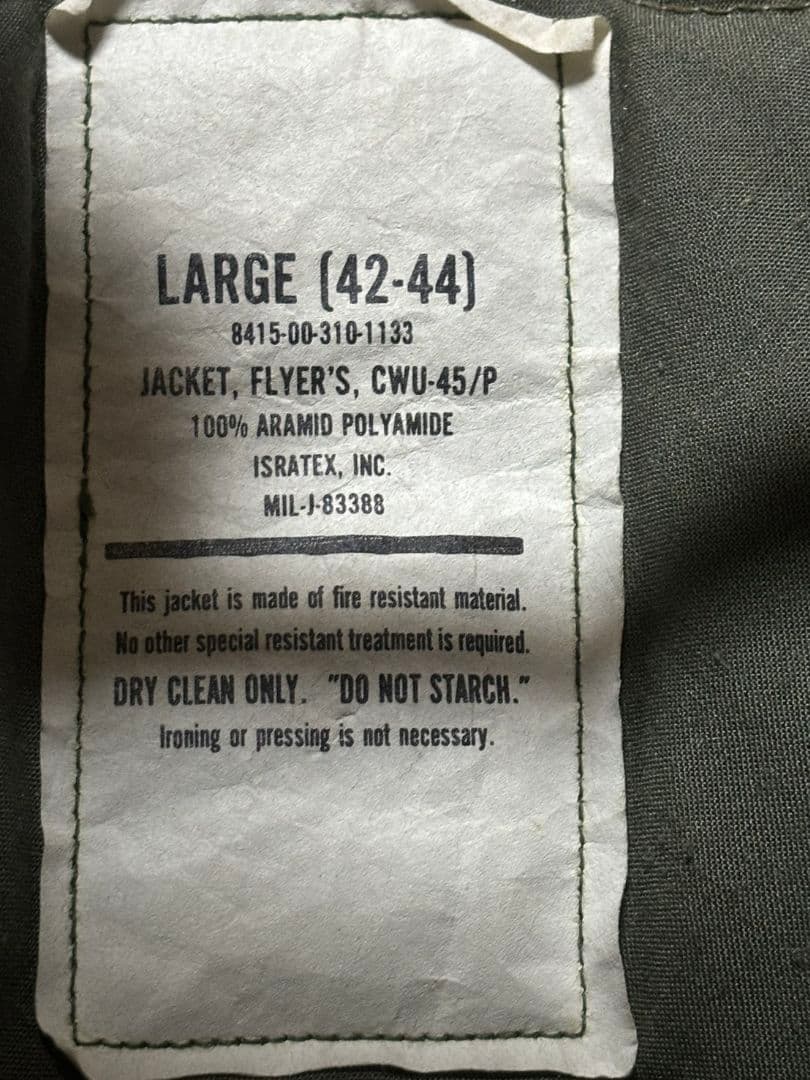 LARGE (42-44)
8415-00-310-1133
JACKET, FLYER'S, CWU-45/P
100% ARAMID POLYAMIDE
ISRATEX, INC.
MIL-J-83388
This jacket is made of fire resistant material.
No other special resistant treatment is required.
DRY CLEAN ONLY. "DO NOT STARCH."
Ironing or pressing is not necessary.